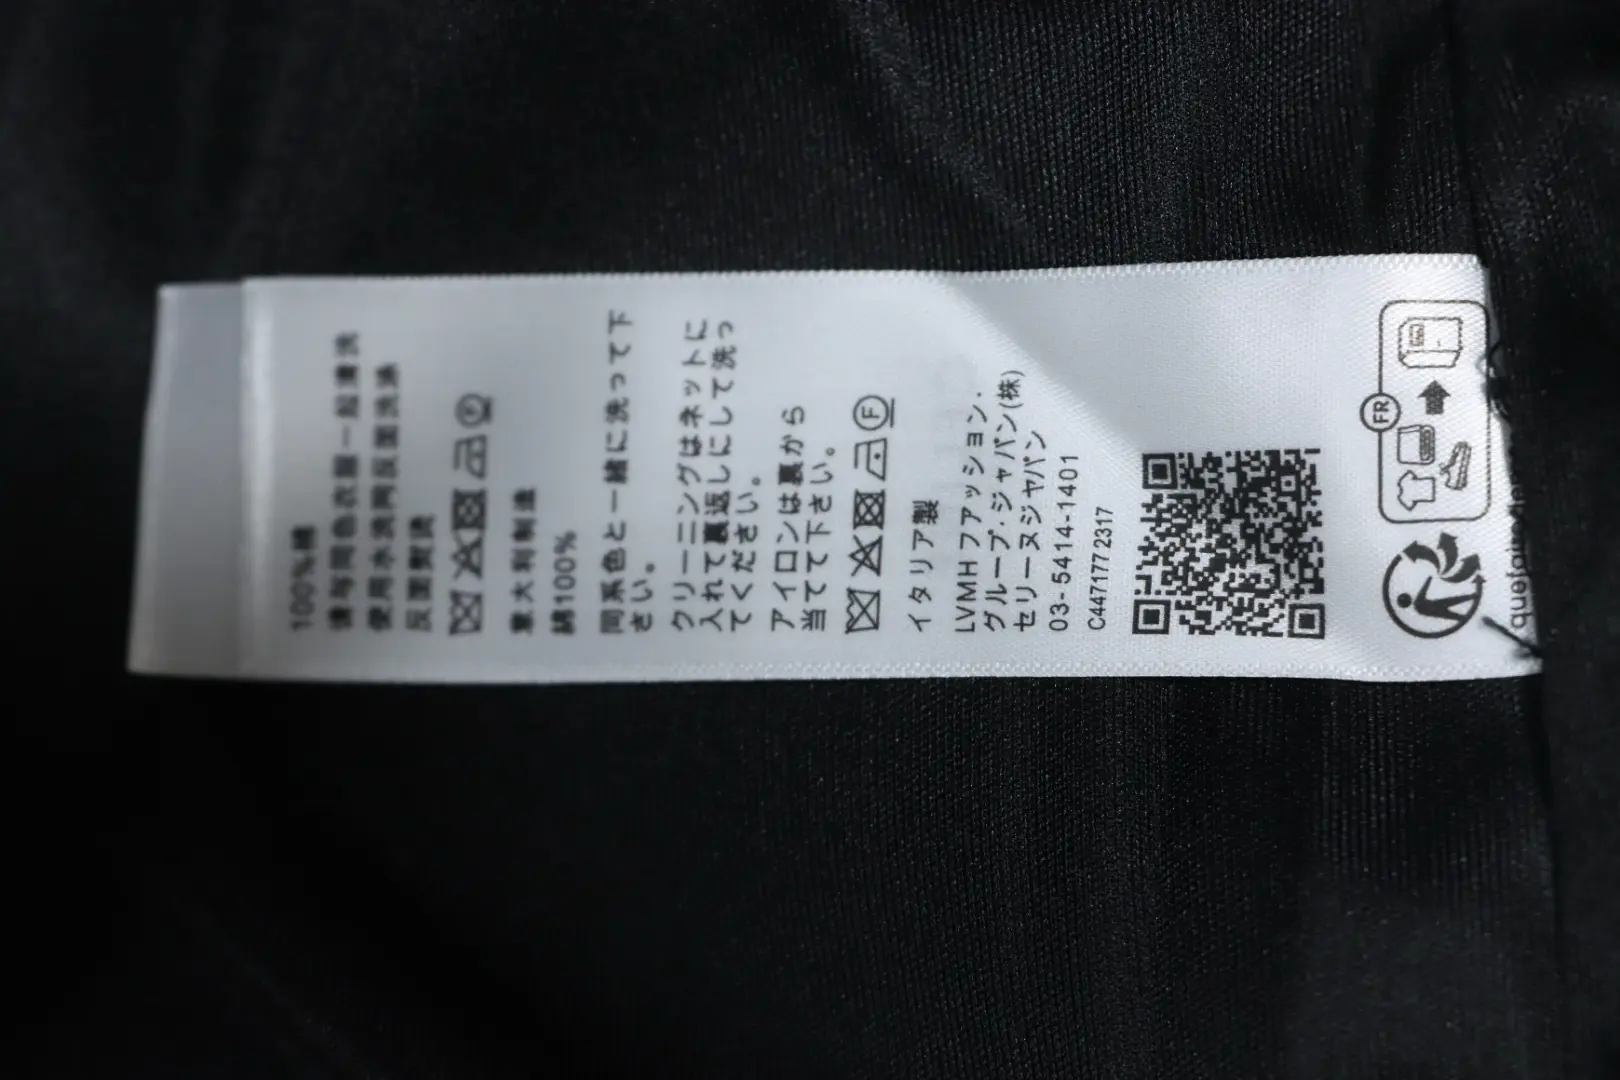 100%棉
请与同色衣服一起清洗
使用水洗网反面洗涤
反面熨烫
意大利制造
綿100%
同系色と一緒に洗って下
さい。
クリーニングはネットに
入れて裏返しにして洗っ
てください。
アイロンは裏から
当てて下さい。
F
イタリア製
LVMH ファッション・
グループ・ジャパン(株)
セリーヌジャパン
03-5414-1401
C44717 72317
FR